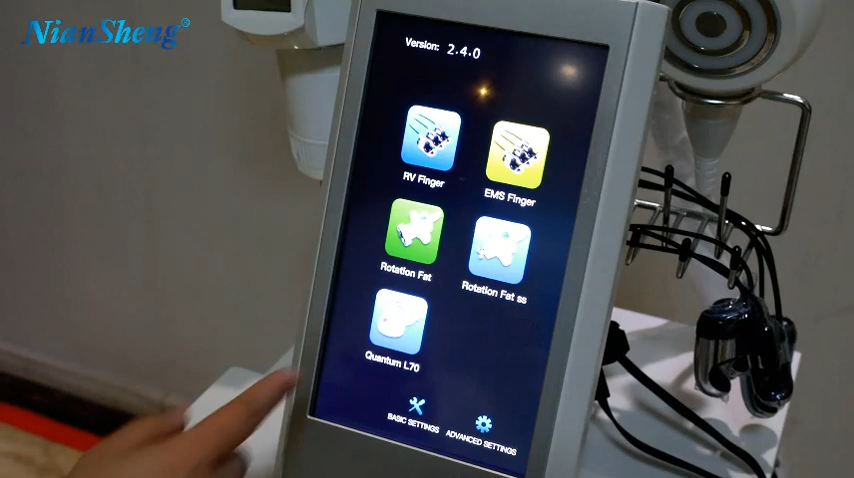 NianSheng®
Version: 2.4.0
RV Finger
EMS Finger
Rotation Fat
Rotation Fat ss
Quantum L70
BASIC SETTINGS
ADVANCED SETTINGS